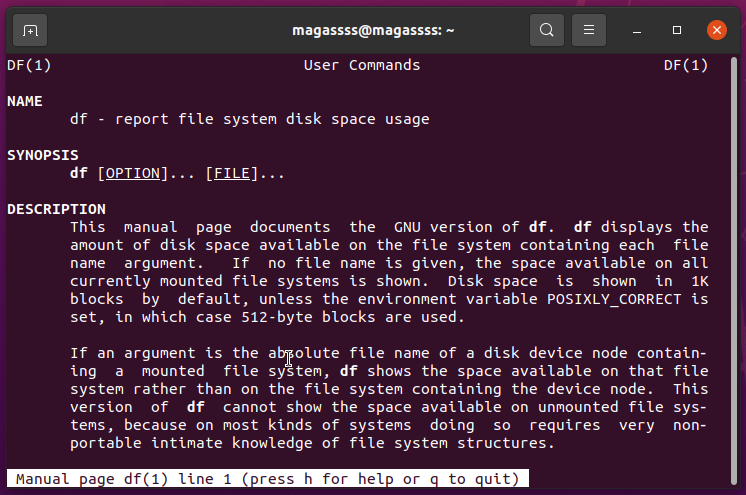 magassss@magassss: ~
DF(1) User Commands DF(1)
NAME
df - report file system disk space usage
SYNOPSIS
df [OPTION]... [FILE]...
DESCRIPTION
This manual page documents the GNU version of df. df displays the
amount of disk space available on the file system containing each file
name argument. If no file name is given, the space available on all
currently mounted file systems is shown. Disk space is shown in 1K
blocks by default, unless the environment variable POSIXLY_CORRECT is
set, in which case 512-byte blocks are used.
If an argument is the absolute file name of a disk device node contain-
ing a mounted file system, df shows the space available on that file
system rather than on the file system containing the device node. This
version of df cannot show the space available on unmounted file sys-
tems, because on most kinds of systems doing so requires very non-
portable intimate knowledge of file system structures.
Manual page df(1) line 1 (press h for help or q to quit)